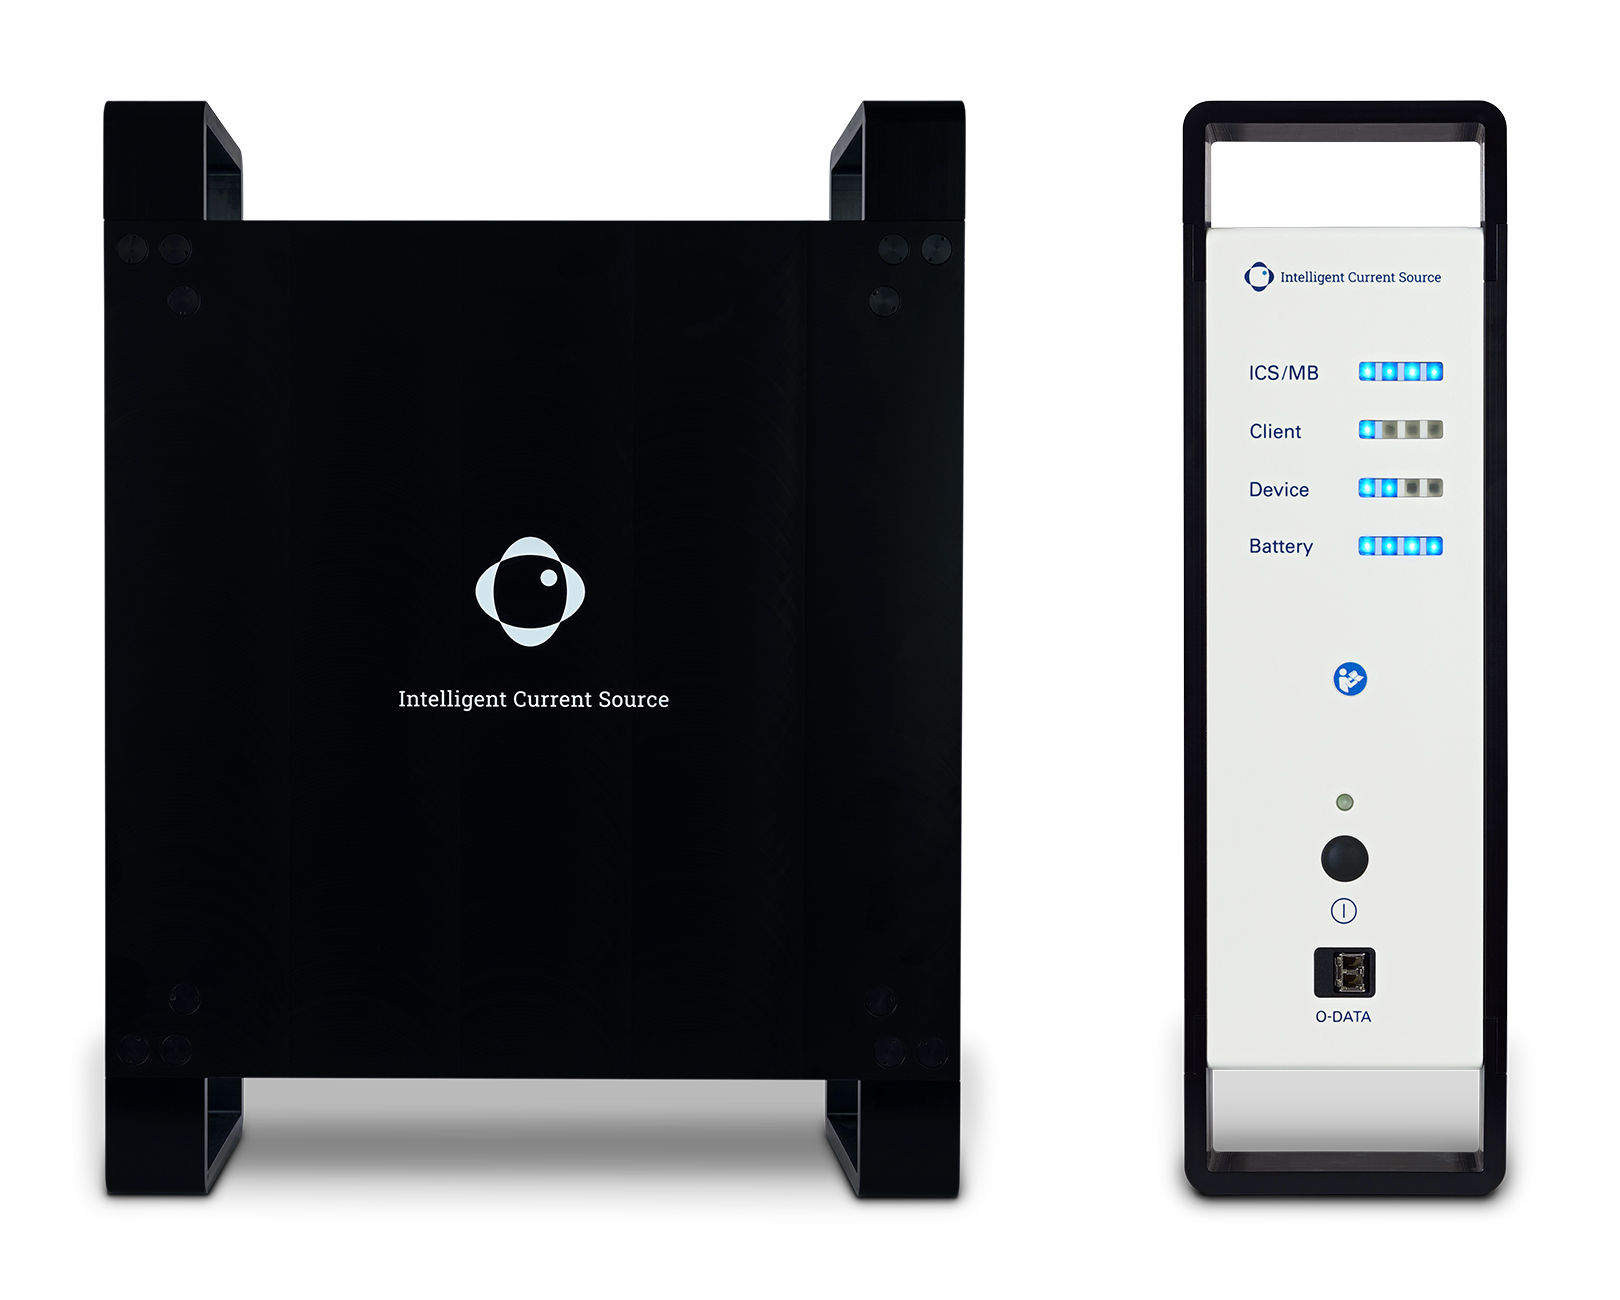 Intelligent Current Source
Intelligent Current Source
ICS/MB
Client
Device
Battery
O-DATA